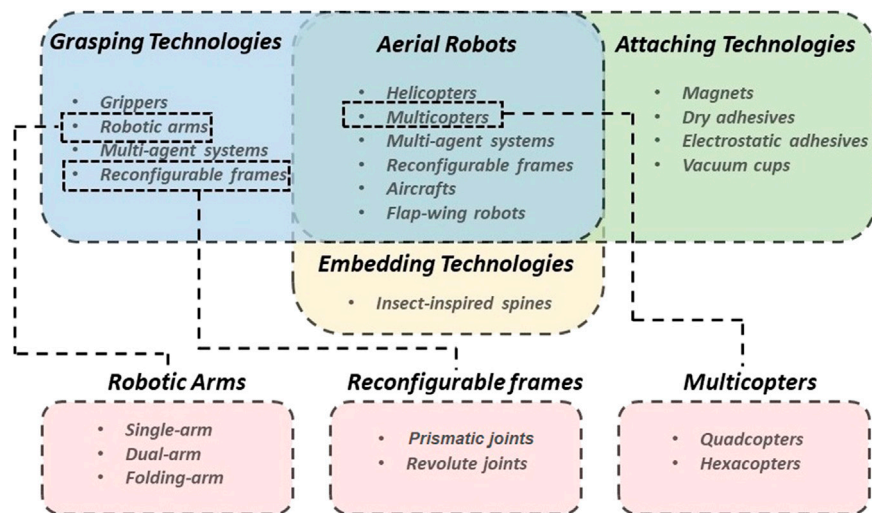 Grasping Technologies
• Grippers
• Robotic arms
• Multi-agent systems
• Reconfigurable frames
Aerial Robots
• Helicopters
• Multicopters
• Multi-agent systems
• Reconfigurable frames
• Aircrafts
• Flap-wing robots
Attaching Technologies
• Magnets
• Dry adhesives
• Electrostatic adhesives
• Vacuum cups
Embedding Technologies
• Insect-inspired spines
Robotic Arms
• Single-arm
• Dual-arm
• Folding-arm
Reconfigurable frames
• Prismatic joints
• Revolute joints
Multicopters
• Quadcopters
• Hexacopters